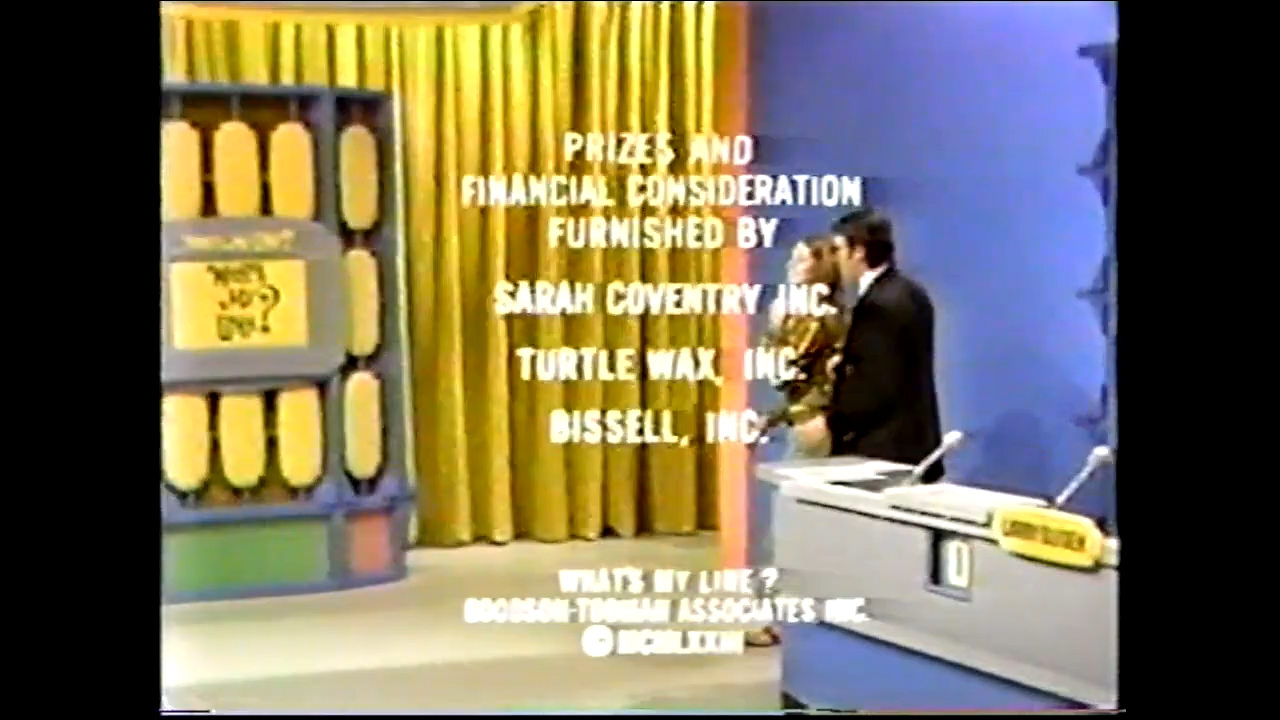 PRIZES AND
FINANCIAL CONSIDERATION
FURNISHED BY
SARAH COVENTRY INC.
TURTLE WAX, INC.
BISSELL, INC.
WHAT'S MY LINE?
GOODSON-TODMAN ASSOCIATES INC.
©
0